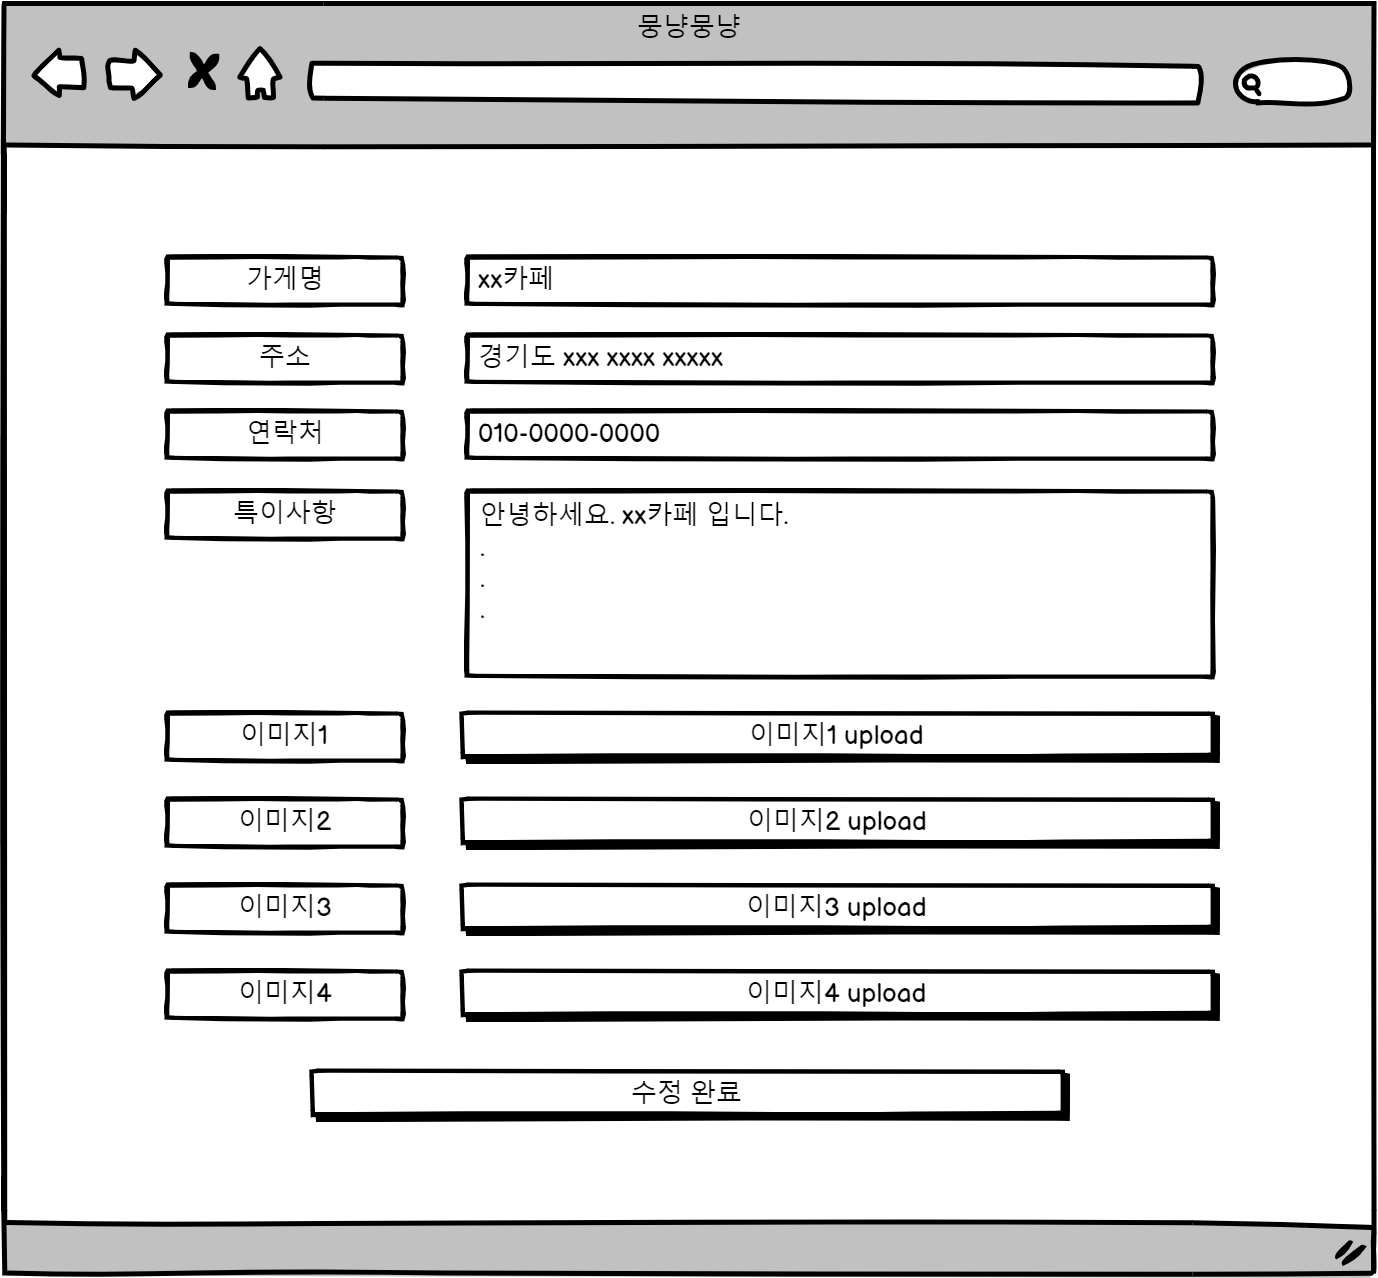 뭉냥뭉냥
가게명 xx카페
주소 경기도 xxx xxxx xxxxx
연락처 010-0000-0000
특이사항 안녕하세요. xx카페 입니다.
.
.
.
이미지1 이미지1 upload
이미지2 이미지2 upload
이미지3 이미지3 upload
이미지4 이미지4 upload
수정 완료